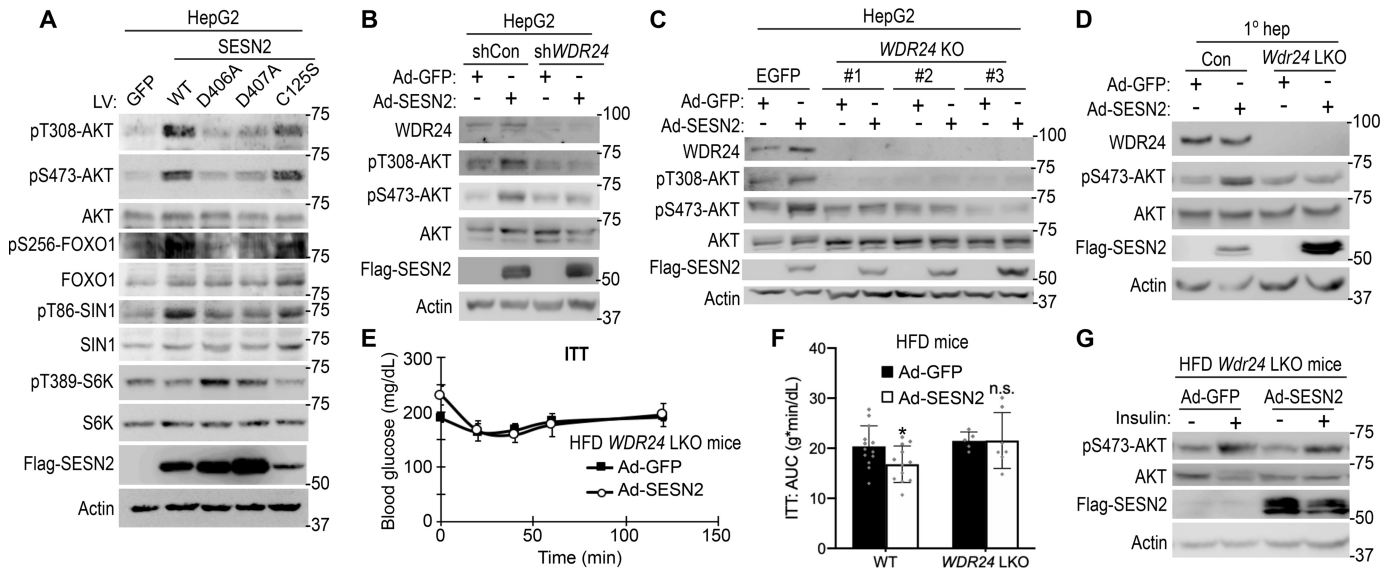 A
HepG2
SESN2
LV: GFP WT D406A D407A C125S
75
pT308-AKT
75
pS473-AKT
75
AKT
pS256-FOXO1
75
FOXO1
75
pT86-SIN1
75
SIN1
75
pT389-S6K
75
S6K
Flag-SESN2
50
Actin
37
B
HepG2
shCon shWDR24
Ad-GFP: + - + -
Ad-SESN2: - + - +
100
WDR24
pT308-AKT
75
pS473-AKT
75
AKT
75
Flag-SESN2
50
Actin
37
C
HepG2
WDR24 KO
EGFP #1 #2 #3
Ad-GFP: + - + - + - + -
Ad-SESN2: - + - + - + - +
100
WDR24
75
pT308-AKT
75
pS473-AKT
75
AKT
Flag-SESN2
50
Actin
37
D
1º hep
Con Wdr24 LKO
Ad-GFP: + - + -
Ad-SESN2: - + - +
100
WDR24
75
pS473-AKT
75
AKT
Flag-SESN2
50
Actin
37
E
ITT
Blood glucose (mg/dL)
300
200
100
0
0 50 100 150
Time (min)
HFD WDR24 LKO mice
Ad-GFP
Ad-SESN2
F
HFD mice
ITT: AUC (g*min/dL)
40
30
20
10
0
Ad-GFP
Ad-SESN2
n.s.
*
WT WDR24 LKO
G
HFD Wdr24 LKO mice
Ad-GFP Ad-SESN2
Insulin: - + - +
75
pS473-AKT
75
AKT
Flag-SESN2
50
Actin
37